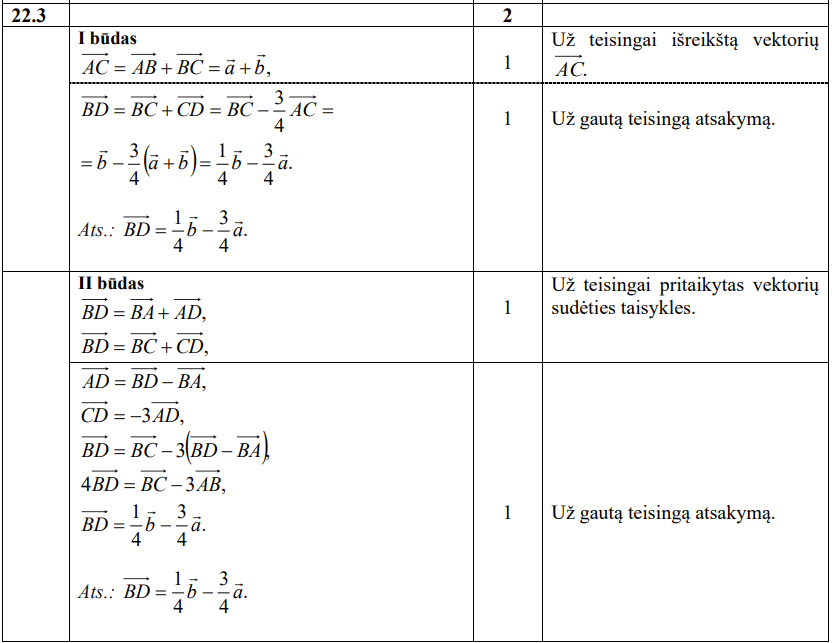 22.3 2
I būdas
$\overrightarrow{AC} = \overrightarrow{AB} + \overrightarrow{BC} = \vec{a} + \vec{b},$
1
Už teisingai išreikštą vektorių
$\overrightarrow{AC}.$
$\overrightarrow{BD} = \overrightarrow{BC} + \overrightarrow{CD} = \overrightarrow{BC} - \frac{3}{4}\overrightarrow{AC} =$
$= \vec{b} - \frac{3}{4}(\vec{a} + \vec{b}) = \frac{1}{4}\vec{b} - \frac{3}{4}\vec{a}.$
Ats.: $\overrightarrow{BD} = \frac{1}{4}\vec{b} - \frac{3}{4}\vec{a}.$
1
Už gautą teisingą atsakymą.
II būdas
$\overrightarrow{BD} = \overrightarrow{BA} + \overrightarrow{AD},$
$\overrightarrow{BD} = \overrightarrow{BC} + \overrightarrow{CD},$
1
Už teisingai pritaikytas vektorių
sudėties taisykles.
$\overrightarrow{AD} = \overrightarrow{BD} - \overrightarrow{BA},$
$\overrightarrow{CD} = -3\overrightarrow{AD},$
$\overrightarrow{BD} = \overrightarrow{BC} - 3(\overrightarrow{BD} - \overrightarrow{BA}),$
$4\overrightarrow{BD} = \overrightarrow{BC} - 3\overrightarrow{AB},$
$\overrightarrow{BD} = \frac{1}{4}\vec{b} - \frac{3}{4}\vec{a}.$
Ats.: $\overrightarrow{BD} = \frac{1}{4}\vec{b} - \frac{3}{4}\vec{a}.$
1
Už gautą teisingą atsakymą.